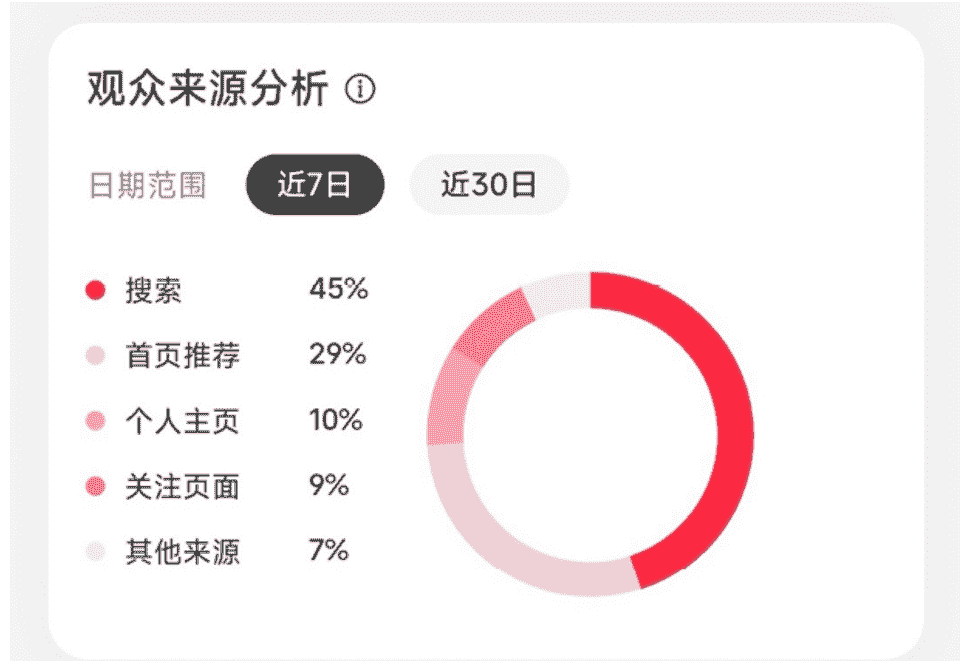 观众来源分析
日期范围 近7日 近30日
搜索 45%
首页推荐 29%
个人主页 10%
关注页面 9%
其他来源 7%